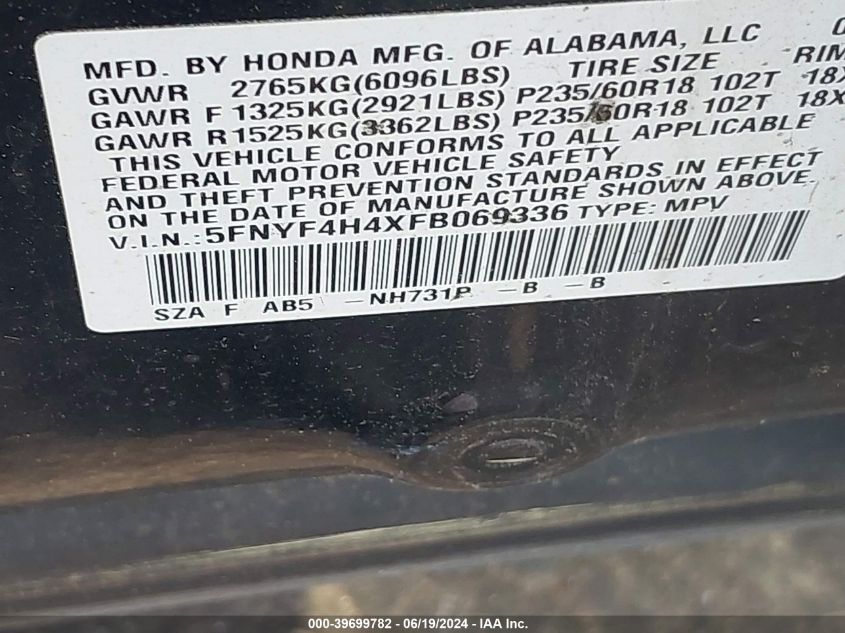 MFD. BY HONDA MFG. OF ALABAMA, LLC
GVWR 2765KG(6096LBS) TIRE SIZE RIM
GAWR F 1325KG(2921LBS) P235/60R18 102T 18X
GAWR R 1525KG(3362LBS) P235/60R18 102T 18X
THIS VEHICLE CONFORMS TO ALL APPLICABLE
FEDERAL MOTOR VEHICLE SAFETY
AND THEFT PREVENTION STANDARDS IN EFFECT
ON THE DATE OF MANUFACTURE SHOWN ABOVE.
V.I.N.:5FNYF4H4XFB069336 TYPE: MPV
SZA F AB5 -NH731P -B -B
000-39699782 - 06/19/2024 - IAA Inc.